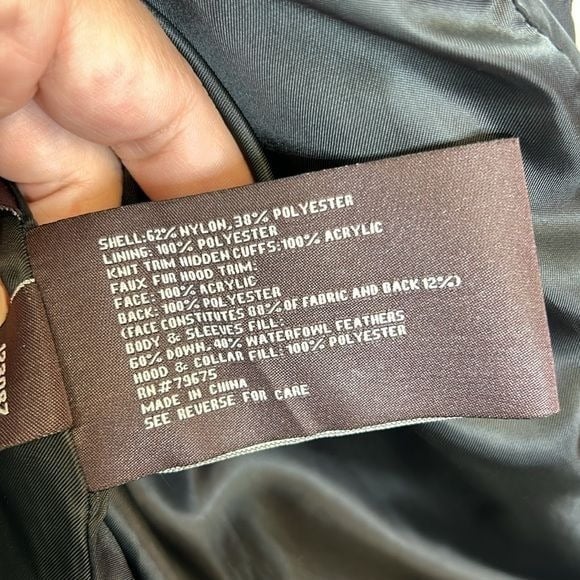 SHELL:62% NYLON, 38% POLYESTER
LINING: 100% POLYESTER
KNIT TRIM HIDDEN CUFFS:100% ACRYLIC
FAUX FUR HOOD TRIM:
FACE: 100% ACRYLIC
BACK: 100% POLYESTER
(FACE CONSTITUTES 88% OF FABRIC AND BACK 12%)
BODY & SLEEVES FILL:
60% DOWN, 40% WATERFOWL FEATHERS
HOOD & COLLAR FILL: 100% POLYESTER
RN#79675
MADE IN CHINA
SEE REVERSE FOR CARE